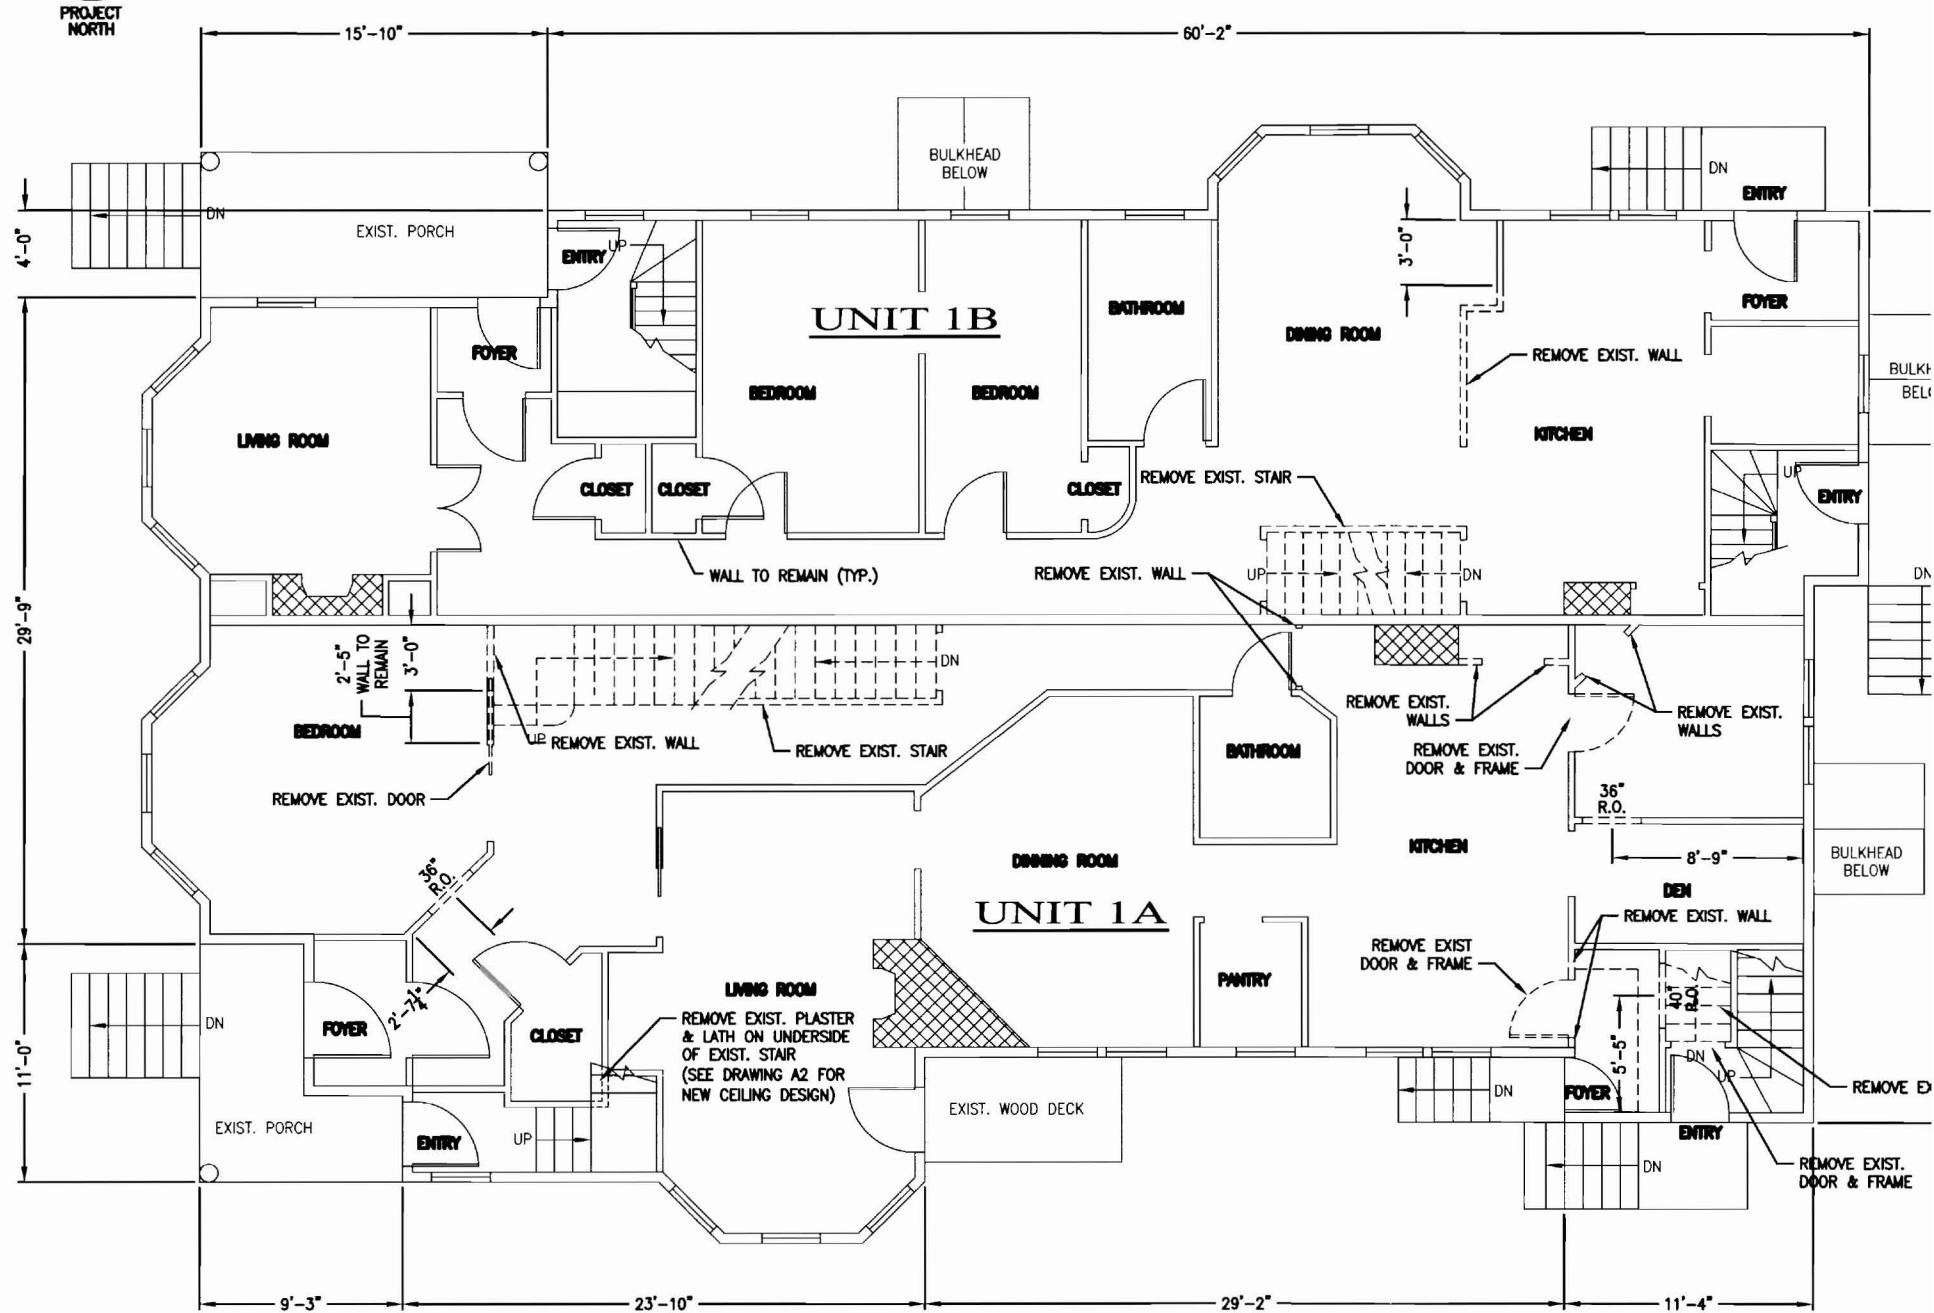 PROJECT
NORTH
15'-10"
60'-2"
BULKHEAD
BELOW
DN
ENTRY
DN
EXIST. PORCH
4'-0"
UP
ENTRY
3'-0"
UNIT 1B
BATHROOM
DINING ROOM
FOYER
FOYER
REMOVE EXIST. WALL
BULKH
BEL
BEDROOM
BEDROOM
LIVING ROOM
KITCHEN
CLOSET
CLOSET
CLOSET
REMOVE EXIST. STAIR
UP
ENTRY
WALL TO REMAIN (TYP.)
REMOVE EXIST. WALL
UP
DN
DN
29'-9"
2'-5"
WALL TO
REMAIN
3'-0"
DN
BEDROOM
UP
REMOVE EXIST. WALL
REMOVE EXIST. STAIR
BATHROOM
REMOVE EXIST.
WALLS
REMOVE EXIST.
WALLS
REMOVE EXIST.
DOOR & FRAME
REMOVE EXIST. DOOR
36"
R.O.
36"
R.O.
DINNING ROOM
KITCHEN
8'-9"
BULKHEAD
BELOW
DEN
UNIT 1A
REMOVE EXIST. WALL
REMOVE EXIST
DOOR & FRAME
PANTRY
2'-7¼"
LIVING ROOM
40"
R.O.
DN
FOYER
CLOSET
REMOVE EXIST. PLASTER
& LATH ON UNDERSIDE
OF EXIST. STAIR
(SEE DRAWING A2 FOR
NEW CEILING DESIGN)
11'-0"
5'-5"
DN
UP
DN
FOYER
REMOVE EX
EXIST. WOOD DECK
EXIST. PORCH
ENTRY
UP
ENTRY
DN
REMOVE EXIST.
DOOR & FRAME
9'-3"
23'-10"
29'-2"
11'-4"